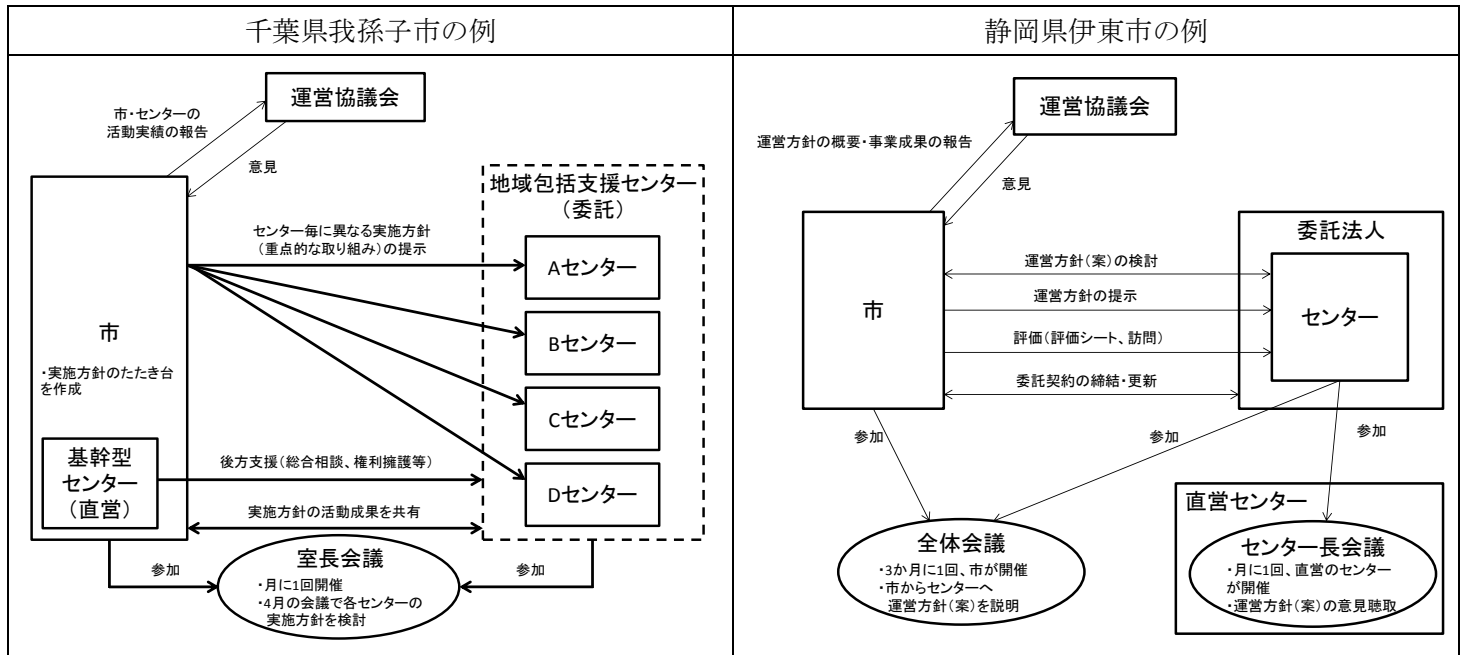 千葉県我孫子市の例
運営協議会
市・センターの
活動実績の報告
意見
地域包括支援センター
（委託）
センター毎に異なる実施方針
（重点的な取り組み）の提示
Aセンター
Bセンター
Cセンター
Dセンター
市
・実施方針のたたき台
を作成
基幹型
センター
（直営）
後方支援（総合相談、権利擁護等）
実施方針の活動成果を共有
参加
参加
室長会議
・月に1回開催
・4月の会議で各センターの
実施方針を検討
静岡県伊東市の例
運営協議会
運営方針の概要・事業成果の報告
意見
市
委託法人
センター
運営方針（案）の検討
運営方針の提示
評価（評価シート、訪問）
委託契約の締結・更新
参加
参加
参加
全体会議
・3か月に1回、市が開催
・市からセンターへ
運営方針（案）を説明
直営センター
センター長会議
・月に1回、直営のセンター
が開催
・運営方針（案）の意見聴取